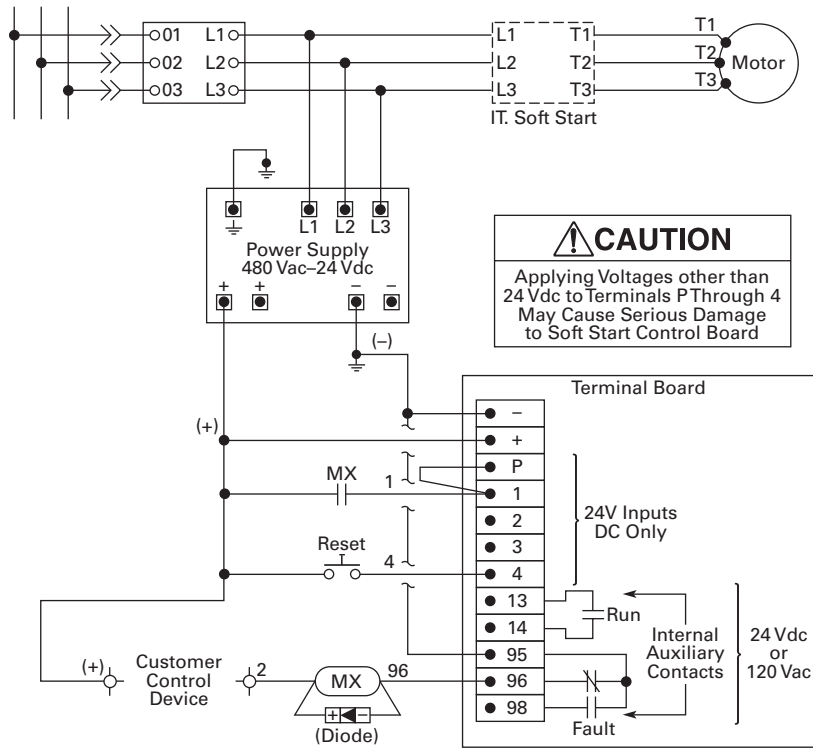 01 L1 L1 T1 T1
02 L2 L2 T2 T2 Motor
03 L3 L3 T3 T3
IT. Soft Start
L1 L2 L3
Power Supply
480 Vac–24 Vdc
+ + – –
(–)
CAUTION
Applying Voltages other than
24 Vdc to Terminals P Through 4
May Cause Serious Damage
to Soft Start Control Board
Terminal Board
–
(+) +
P
MX 1 1
2
3
24V Inputs
DC Only
Reset 4 4
13
14
Run
95
96
98
Fault
Internal
Auxiliary
Contacts
24 Vdc
or
120 Vac
(+) Customer
Control
Device
2 MX 96
+ –
(Diode)